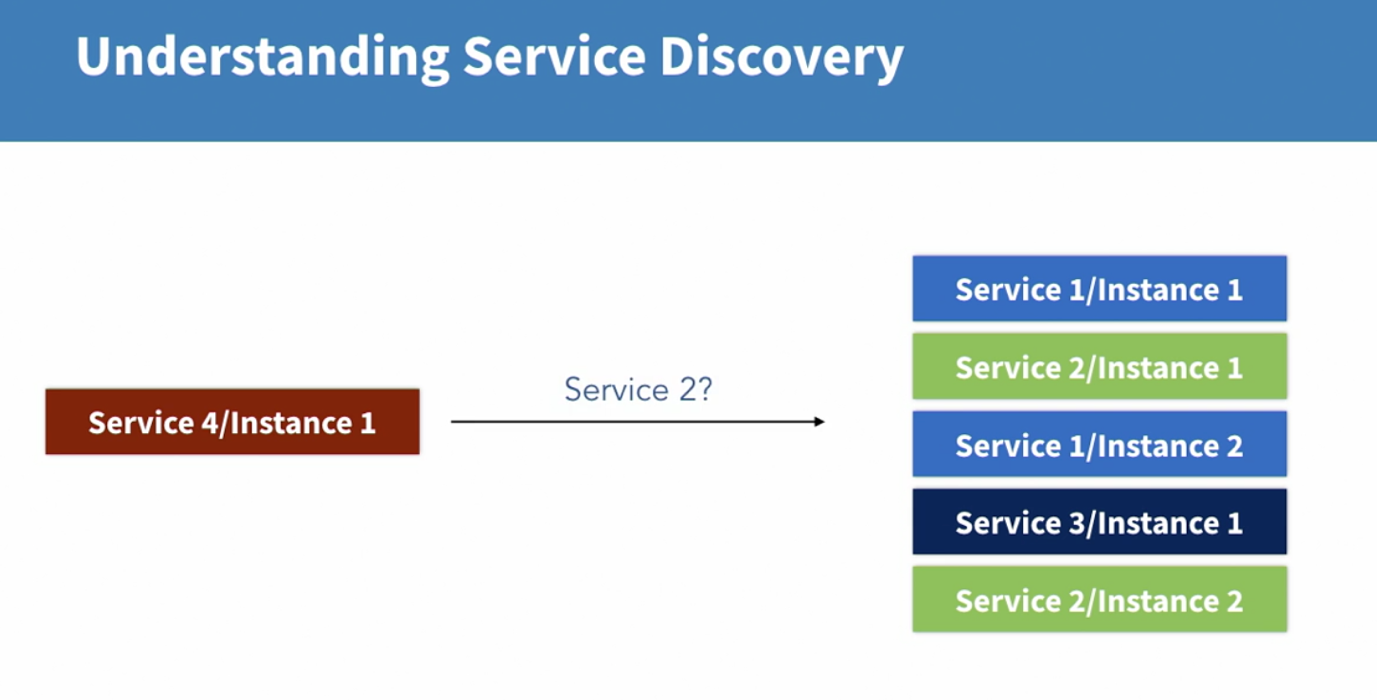 Understanding Service Discovery
Service 1/Instance 1
Service 2/Instance 1
Service 2?
Service 4/Instance 1
Service 1/Instance 2
Service 3/Instance 1
Service 2/Instance 2